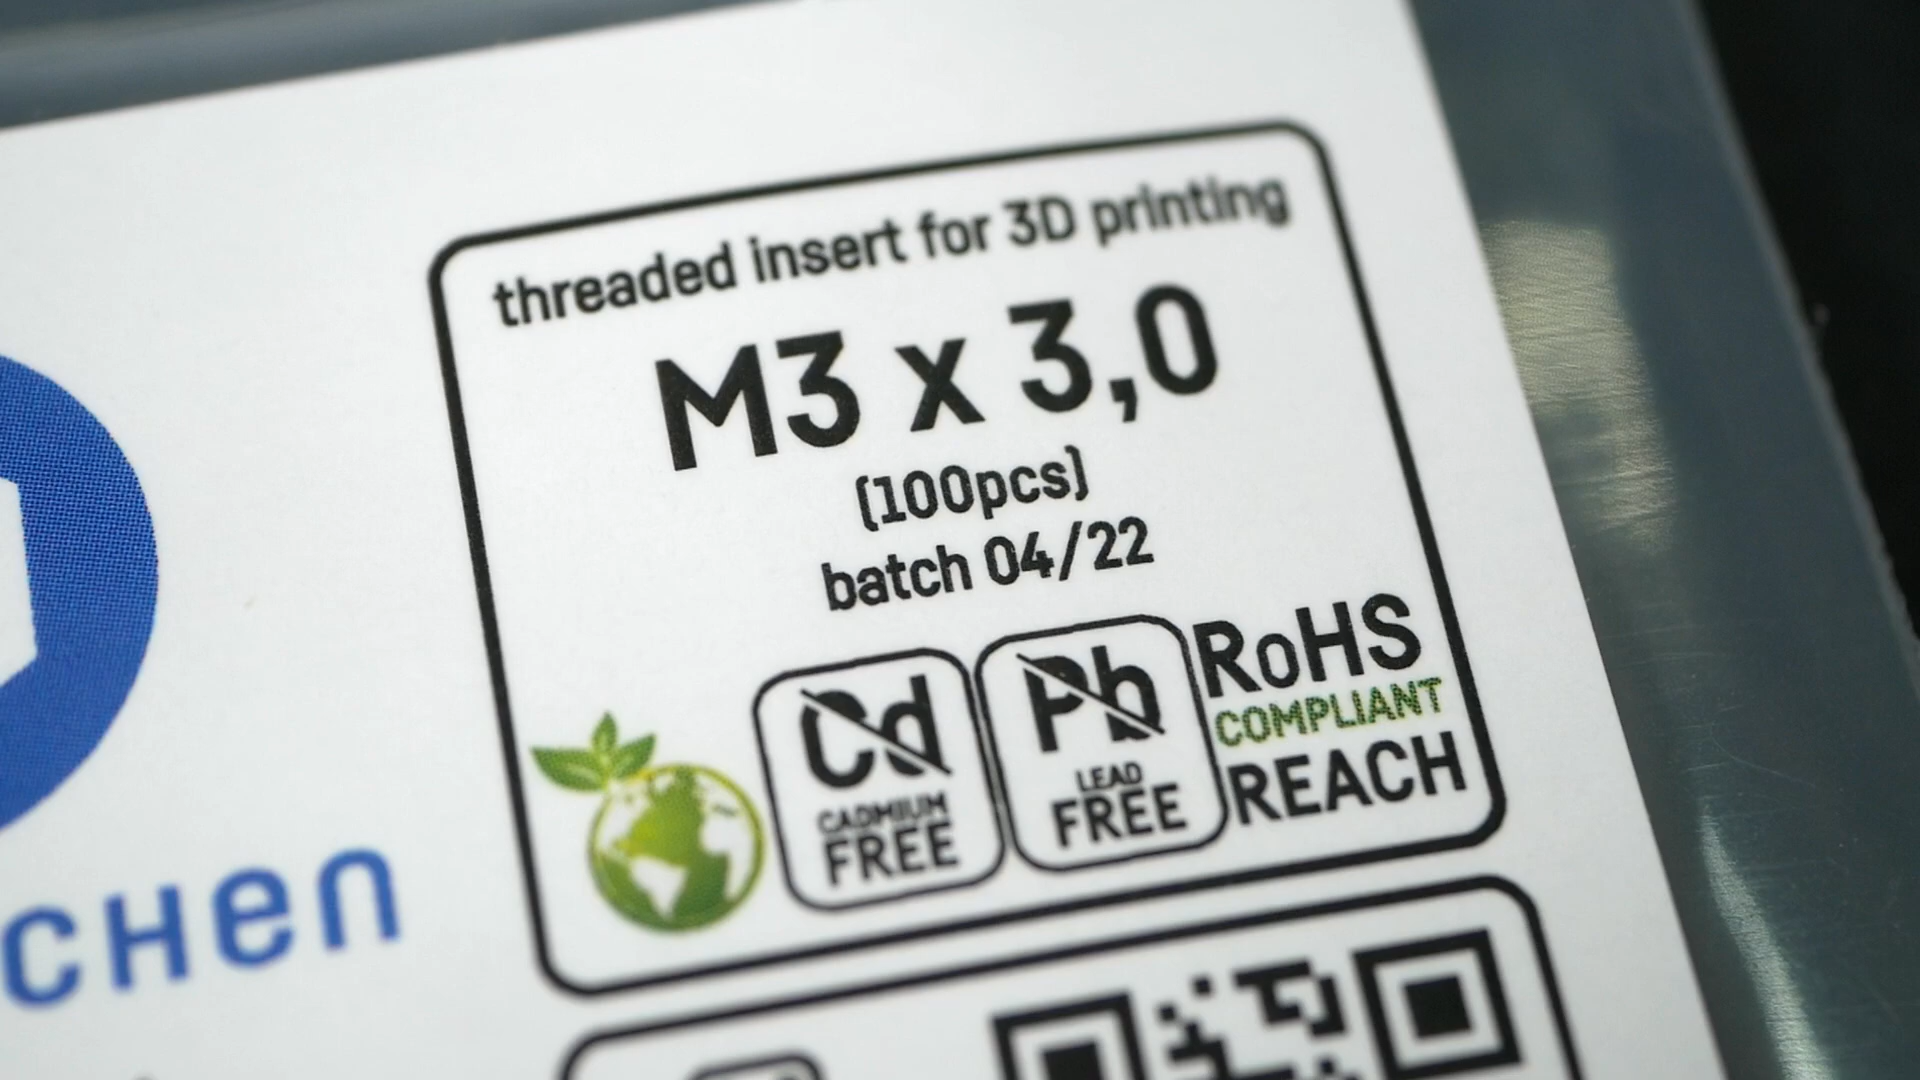 threaded insert for 3D printing
M3 x 3,0
(100pcs)
batch 04/22
Cd
CADMIUM
FREE
Pb
LEAD
FREE
RoHS
COMPLIANT
REACH
cHen